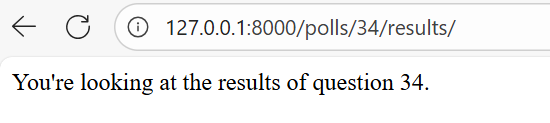 127.0.0.1:8000/polls/34/results/
You're looking at the results of question 34.